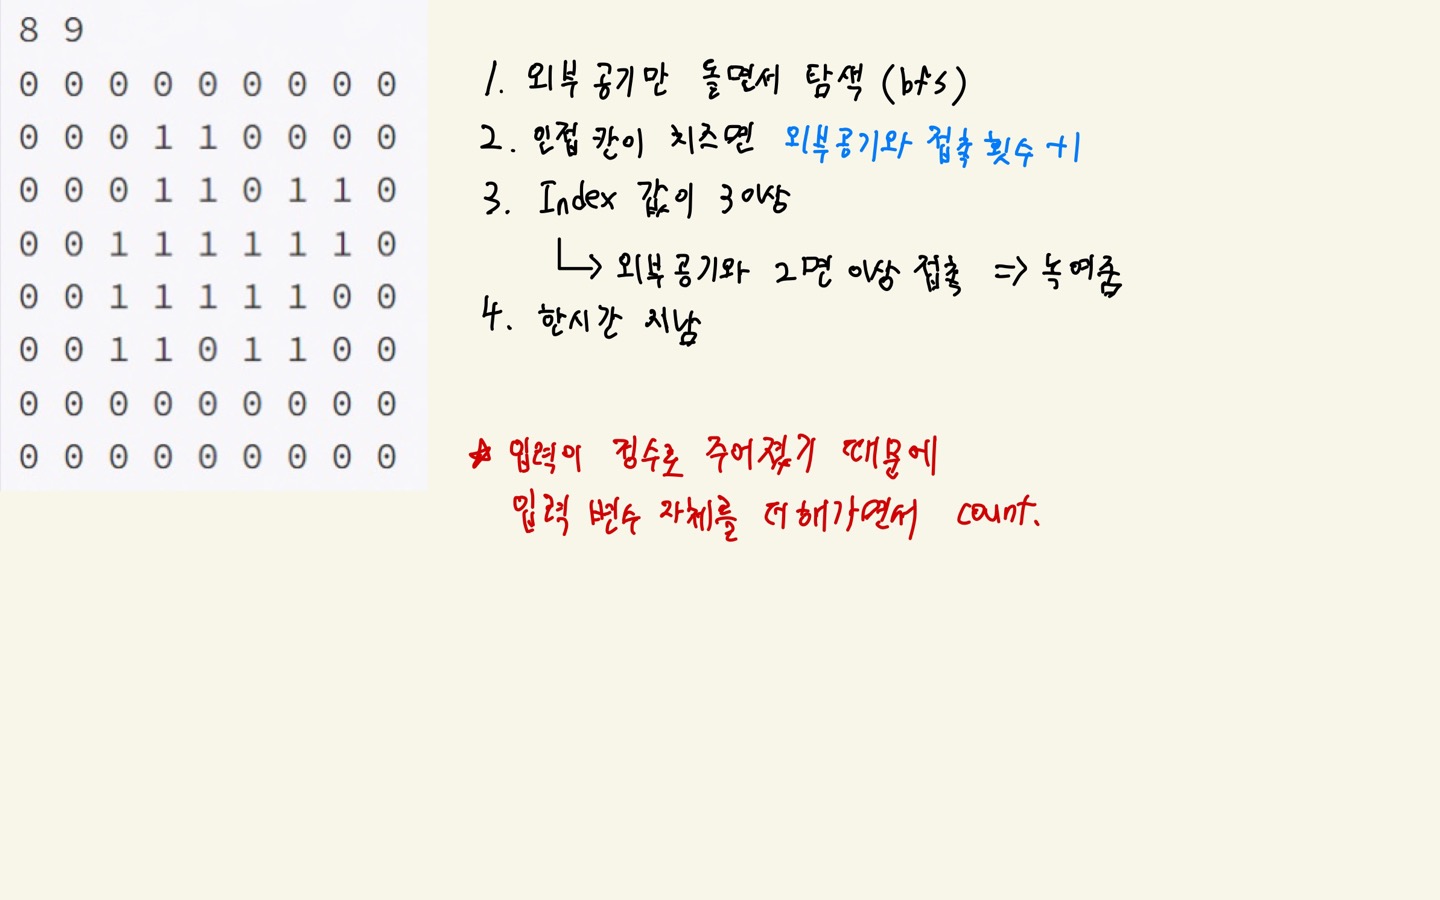 8 9
0 0 0 0 0 0 0 0 0
0 0 0 1 1 0 0 0 0
0 0 0 1 1 0 1 1 0
0 0 1 1 1 1 1 1 0
0 0 1 1 1 1 1 0 0
0 0 1 1 0 1 1 0 0
0 0 0 0 0 0 0 0 0
0 0 0 0 0 0 0 0 0
1. 외부 공기만 돌면서 탐색 (bfs)
2. 인접 칸이 치즈면 외부공기와 접촉 횟수 +1
3. Index 값이 3이상
↳ 외부 공기와 2면 이상 접촉 => 녹여줌
4. 한시간 지남
☆ 입력이 정수로 주어졌기 때문에
입력 변수 자체를 더해가면서 count.